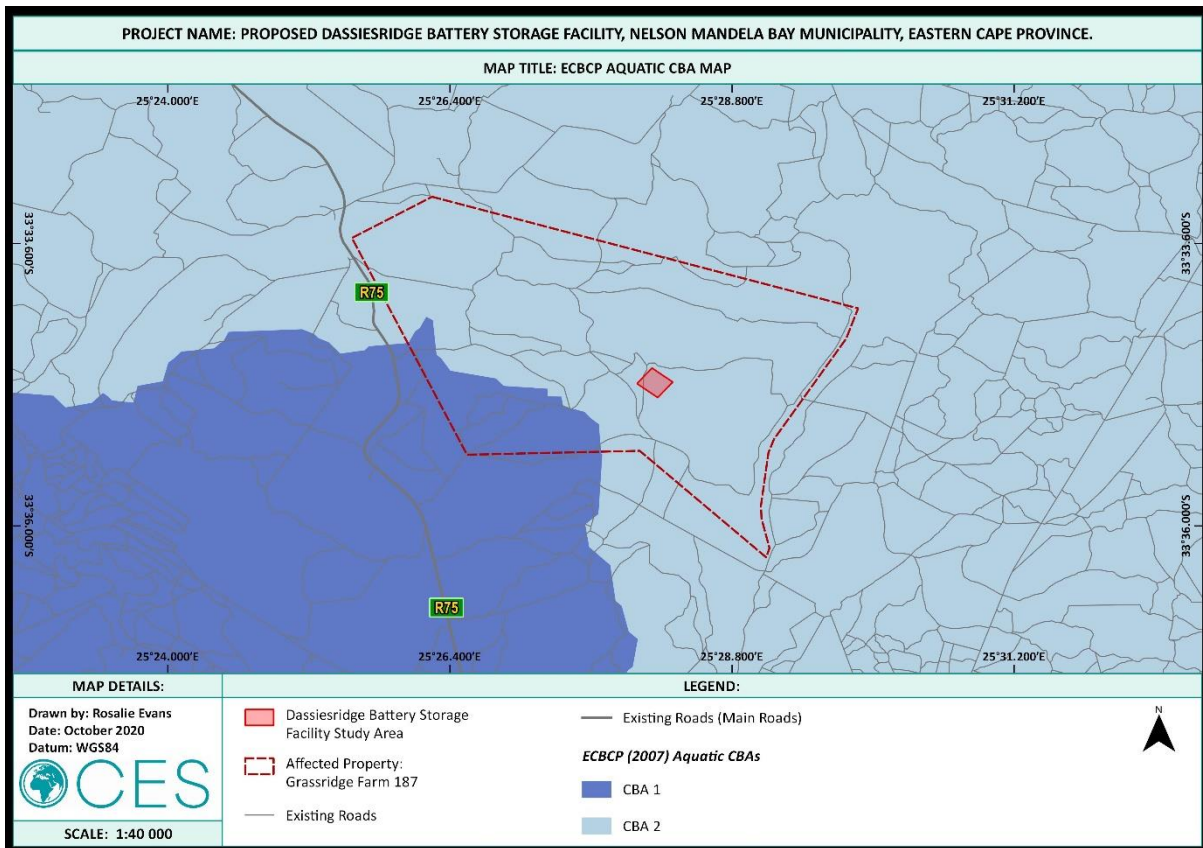 PROJECT NAME: PROPOSED DASSIESRIDGE BATTERY STORAGE FACILITY, NELSON MANDELA BAY MUNICIPALITY, EASTERN CAPE PROVINCE.
MAP TITLE: ECBCP AQUATIC CBA MAP
25°24.000'E
25°26.400'E
25°28.800'E
25°31.200'E
33°33.600'S
33°33.600'S
R75
33°36.000'S
33°36.000'S
R75
25°24.000'E
25°26.400'E
25°28.800'E
25°31.200'E
MAP DETAILS:
Drawn by: Rosalie Evans
Date: October 2020
Datum: WGS84
CES
SCALE: 1:40 000
LEGEND:
Dassiesridge Battery Storage
Facility Study Area
Affected Property:
Grassridge Farm 187
Existing Roads
Existing Roads (Main Roads)
ECBCP (2007) Aquatic CBAs
CBA 1
CBA 2
N